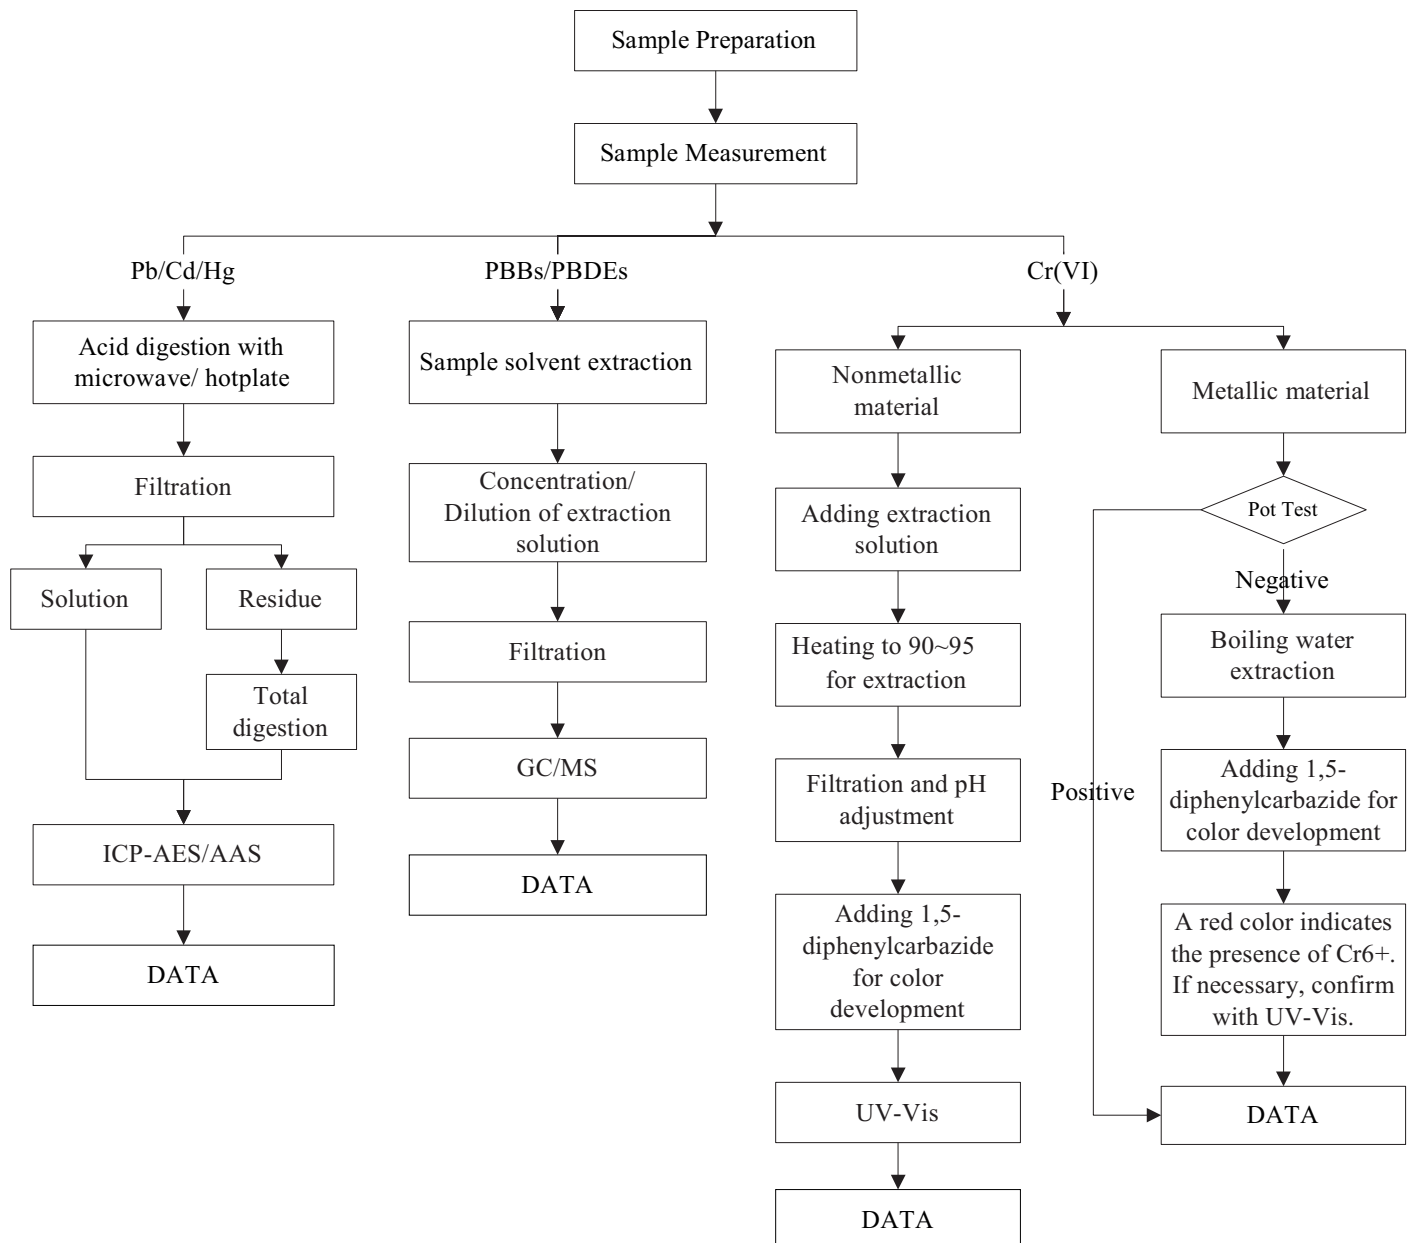 Sample Preparation
Sample Measurement
Pb/Cd/Hg
PBBs/PBDEs
Cr(VI)
Acid digestion with
microwave/ hotplate
Filtration
Solution
Residue
Total
digestion
ICP-AES/AAS
DATA
Sample solvent extraction
Concentration/
Dilution of extraction
solution
Filtration
GC/MS
DATA
Nonmetallic
material
Adding extraction
solution
Heating to 90~95
for extraction
Filtration and pH
adjustment
Adding 1,5-
diphenylcarbazide
for color
development
UV-Vis
DATA
Metallic material
Pot Test
Negative
Positive
Boiling water
extraction
Adding 1,5-
diphenylcarbazide for
color development
A red color indicates
the presence of Cr6+.
If necessary, confirm
with UV-Vis.
DATA